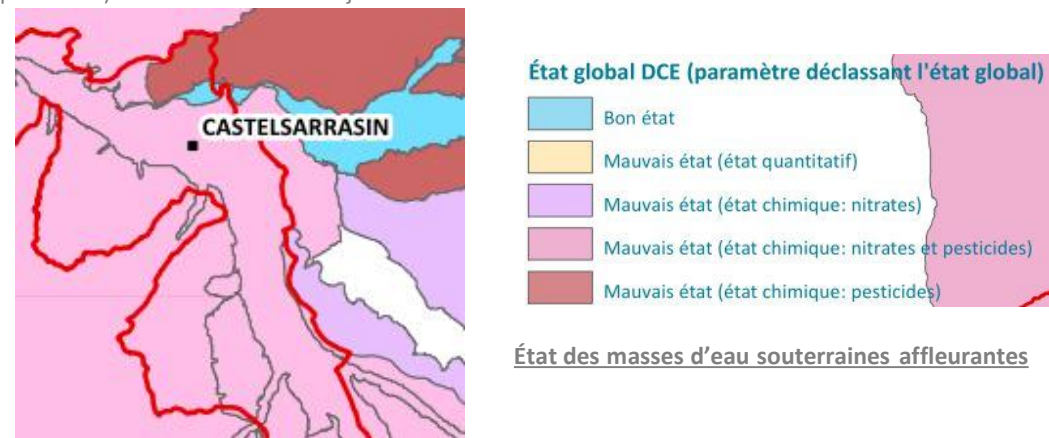 CASTELSARRASIN
État global DCE (paramètre déclassant l'état global)
Bon état
Mauvais état (état quantitatif)
Mauvais état (état chimique: nitrates)
Mauvais état (état chimique: nitrates et pesticides)
Mauvais état (état chimique: pesticides)
État des masses d’eau souterraines affleurantes